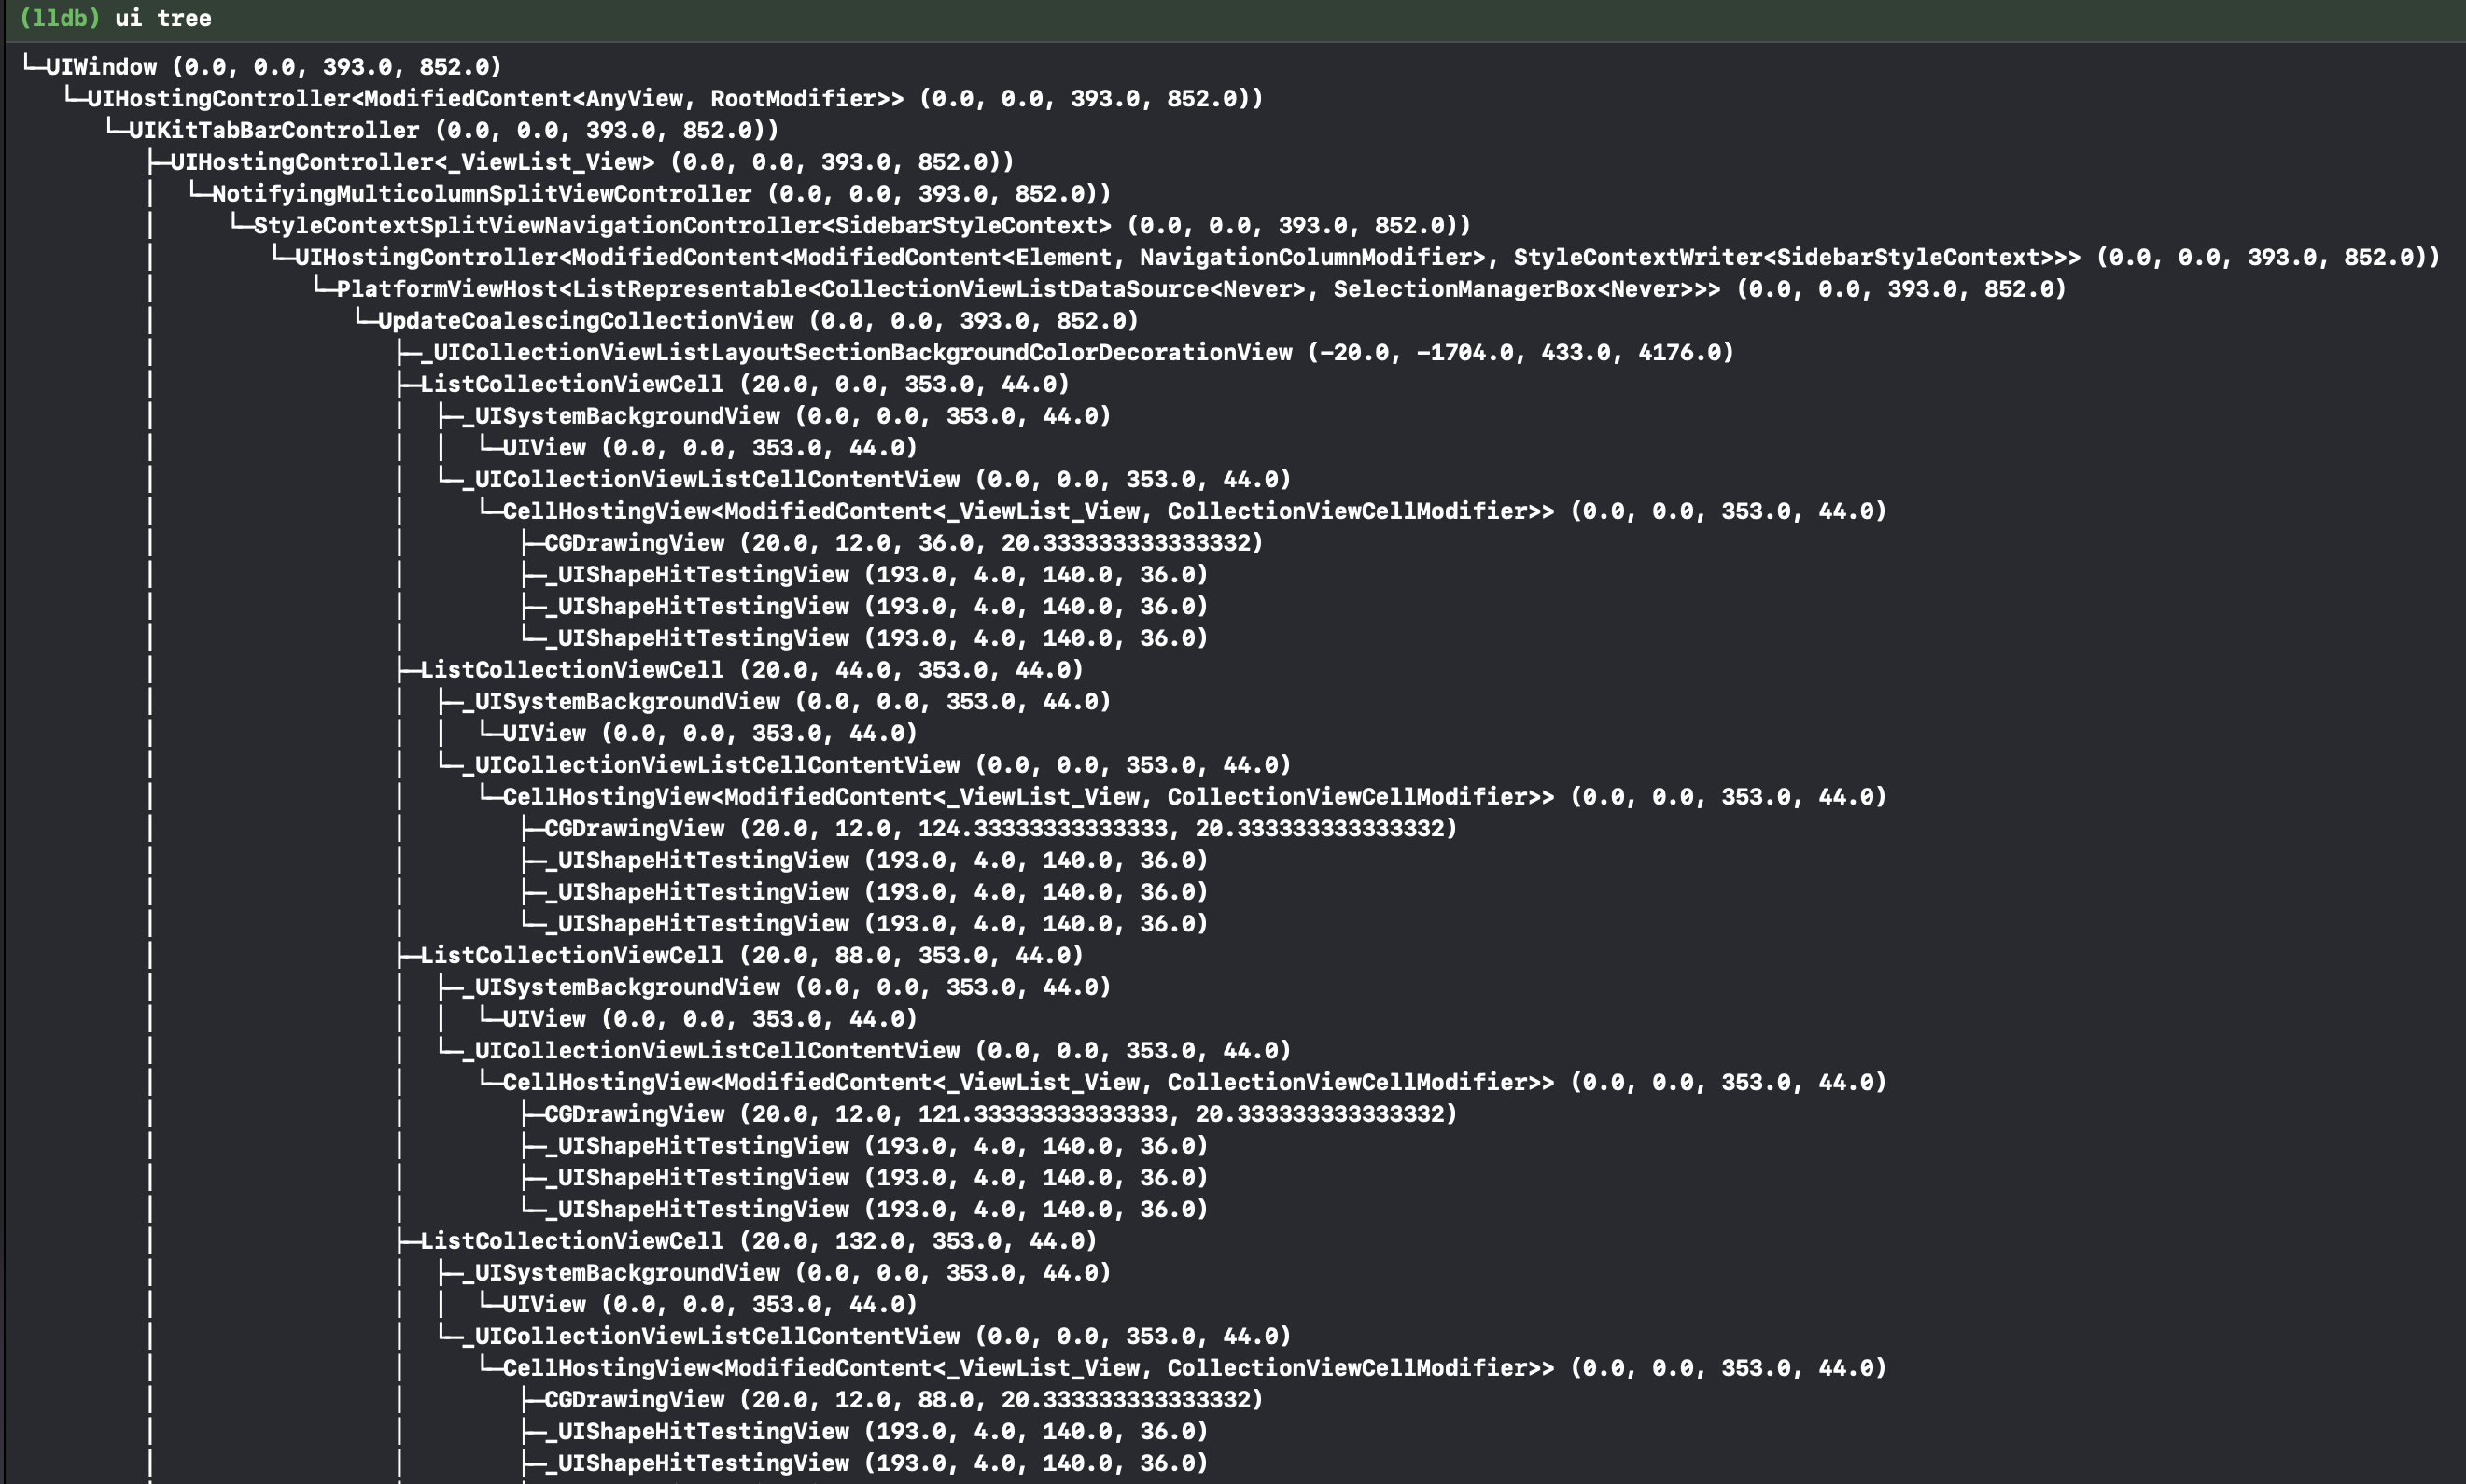 (lldb) ui tree
└─UIWindow (0.0, 0.0, 393.0, 852.0)
   └─UIHostingController<ModifiedContent<AnyView, RootModifier>> (0.0, 0.0, 393.0, 852.0))
      └─UIKitTabBarController (0.0, 0.0, 393.0, 852.0))
         ├─UIHostingController<_ViewList_View> (0.0, 0.0, 393.0, 852.0))
         │  └─NotifyingMulticolumnSplitViewController (0.0, 0.0, 393.0, 852.0))
         │     └─StyleContextSplitViewNavigationController<SidebarStyleContext> (0.0, 0.0, 393.0, 852.0))
         │        └─UIHostingController<ModifiedContent<ModifiedContent<Element, NavigationColumnModifier>, StyleContextWriter<SidebarStyleContext>>> (0.0, 0.0, 393.0, 852.0))
         │           └─PlatformViewHost<ListRepresentable<CollectionViewListDataSource<Never>, SelectionManagerBox<Never>>> (0.0, 0.0, 393.0, 852.0)
         │              └─UpdateCoalescingCollectionView (0.0, 0.0, 393.0, 852.0)
         │                 ├─_UICollectionViewListLayoutSectionBackgroundColorDecorationView (-20.0, -1704.0, 433.0, 4176.0)
         │                 ├─ListCollectionViewCell (20.0, 0.0, 353.0, 44.0)
         │                 │  ├─_UISystemBackgroundView (0.0, 0.0, 353.0, 44.0)
         │                 │  │  └─UIView (0.0, 0.0, 353.0, 44.0)
         │                 │  └─_UICollectionViewListCellContentView (0.0, 0.0, 353.0, 44.0)
         │                 │     └─CellHostingView<ModifiedContent<_ViewList_View, CollectionViewCellModifier>> (0.0, 0.0, 353.0, 44.0)
         │                 │        ├─CGDrawingView (20.0, 12.0, 36.0, 20.333333333333332)
         │                 │        ├─_UIShapeHitTestingView (193.0, 4.0, 140.0, 36.0)
         │                 │        ├─_UIShapeHitTestingView (193.0, 4.0, 140.0, 36.0)
         │                 │        └─_UIShapeHitTestingView (193.0, 4.0, 140.0, 36.0)
         │                 ├─ListCollectionViewCell (20.0, 44.0, 353.0, 44.0)
         │                 │  ├─_UISystemBackgroundView (0.0, 0.0, 353.0, 44.0)
         │                 │  │  └─UIView (0.0, 0.0, 353.0, 44.0)
         │                 │  └─_UICollectionViewListCellContentView (0.0, 0.0, 353.0, 44.0)
         │                 │     └─CellHostingView<ModifiedContent<_ViewList_View, CollectionViewCellModifier>> (0.0, 0.0, 353.0, 44.0)
         │                 │        ├─CGDrawingView (20.0, 12.0, 124.33333333333333, 20.333333333333332)
         │                 │        ├─_UIShapeHitTestingView (193.0, 4.0, 140.0, 36.0)
         │                 │        ├─_UIShapeHitTestingView (193.0, 4.0, 140.0, 36.0)
         │                 │        └─_UIShapeHitTestingView (193.0, 4.0, 140.0, 36.0)
         │                 ├─ListCollectionViewCell (20.0, 88.0, 353.0, 44.0)
         │                 │  ├─_UISystemBackgroundView (0.0, 0.0, 353.0, 44.0)
         │                 │  │  └─UIView (0.0, 0.0, 353.0, 44.0)
         │                 │  └─_UICollectionViewListCellContentView (0.0, 0.0, 353.0, 44.0)
         │                 │     └─CellHostingView<ModifiedContent<_ViewList_View, CollectionViewCellModifier>> (0.0, 0.0, 353.0, 44.0)
         │                 │        ├─CGDrawingView (20.0, 12.0, 121.33333333333333, 20.333333333333332)
         │                 │        ├─_UIShapeHitTestingView (193.0, 4.0, 140.0, 36.0)
         │                 │        ├─_UIShapeHitTestingView (193.0, 4.0, 140.0, 36.0)
         │                 │        └─_UIShapeHitTestingView (193.0, 4.0, 140.0, 36.0)
         │                 ├─ListCollectionViewCell (20.0, 132.0, 353.0, 44.0)
         │                 │  ├─_UISystemBackgroundView (0.0, 0.0, 353.0, 44.0)
         │                 │  │  └─UIView (0.0, 0.0, 353.0, 44.0)
         │                 │  └─_UICollectionViewListCellContentView (0.0, 0.0, 353.0, 44.0)
         │                 │     └─CellHostingView<ModifiedContent<_ViewList_View, CollectionViewCellModifier>> (0.0, 0.0, 353.0, 44.0)
         │                 │        ├─CGDrawingView (20.0, 12.0, 88.0, 20.333333333333332)
         │                 │        ├─_UIShapeHitTestingView (193.0, 4.0, 140.0, 36.0)
         │                 │        ├─_UIShapeHitTestingView (193.0, 4.0, 140.0, 36.0)